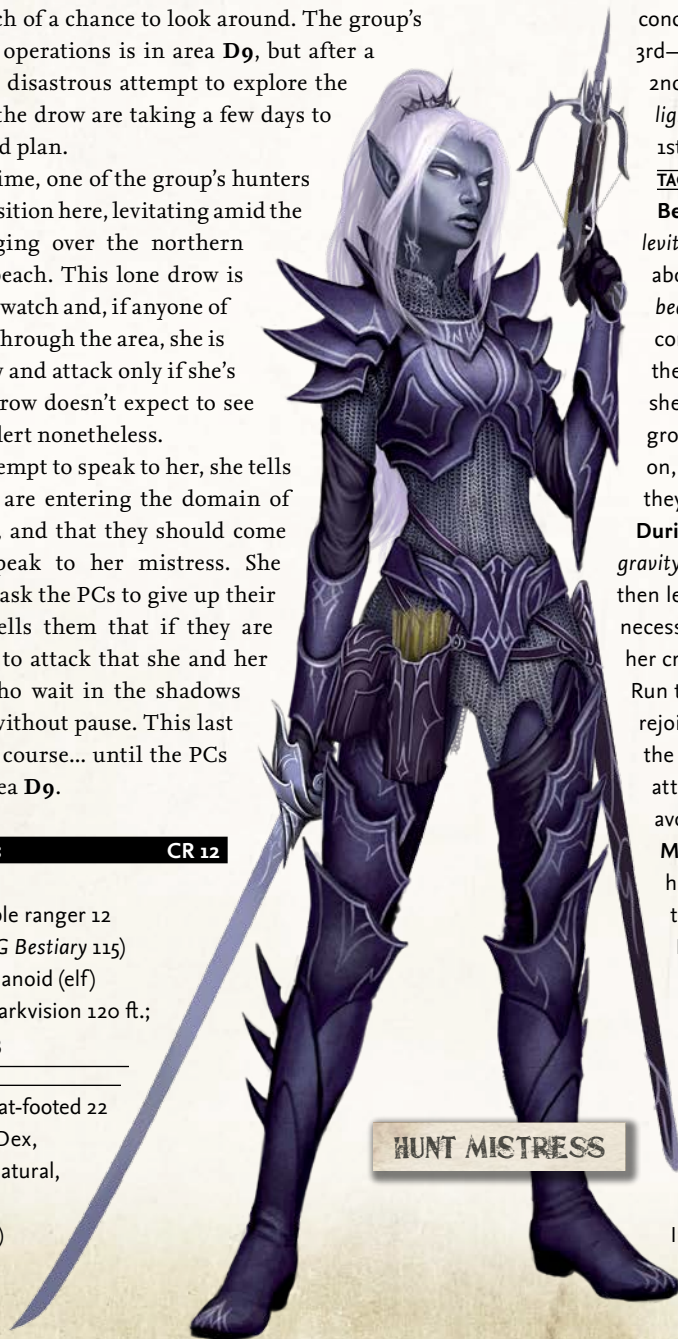 ch of a chance to look around. The group's
operations is in area D9, but after a
disastrous attempt to explore the
the drow are taking a few days to
d plan.
ime, one of the group's hunters
sition here, levitating amid the
ging over the northern
each. This lone drow is
watch and, if anyone of
through the area, she is
y and attack only if she's
row doesn't expect to see
lert nonetheless.
empt to speak to her, she tells
are entering the domain of
, and that they should come
peak to her mistress. She
ask the PCs to give up their
ells them that if they are
to attack that she and her
ho wait in the shadows
without pause. This last
course... until the PCs
ea D9.
CR 12
ble ranger 12
G Bestiary 115)
anoid (elf)
arkvision 120 ft.;
at-footed 22
Dex,
atural,
)
conc
3rd—
2nd
lig
1st
TAC
Be
levit
abo
bea
con
the
she
gro
on,
they
Duri
gravity
then le
necess
her cr
Run t
rejoi
the
att
avo
M
h
t
I
HUNT MISTRESS